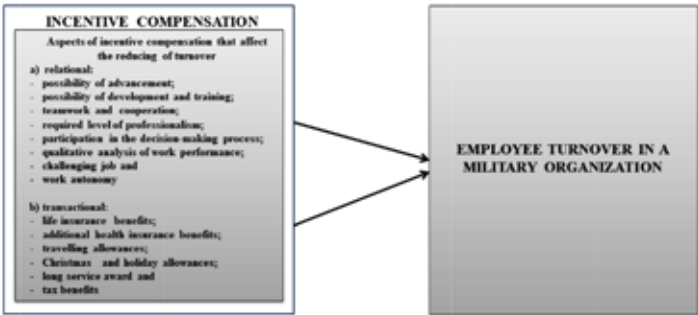 INCENTIVE COMPENSATION
Aspects of incentive compensation that affect
the reducing of turnover
a) relational:
- possibility of advancement;
- possibility of development and training;
- teamwork and cooperation;
- required level of professionalism;
- participation in the decision-making process;
- qualitative analysis of work performance;
- challenging job and
- work autonomy
b) transactional:
- life insurance benefits;
- additional health insurance benefits;
- travelling allowances;
- Christmas and holiday allowances;
- long service award and
- tax benefits
EMPLOYEE TURNOVER IN A
MILITARY ORGANIZATION